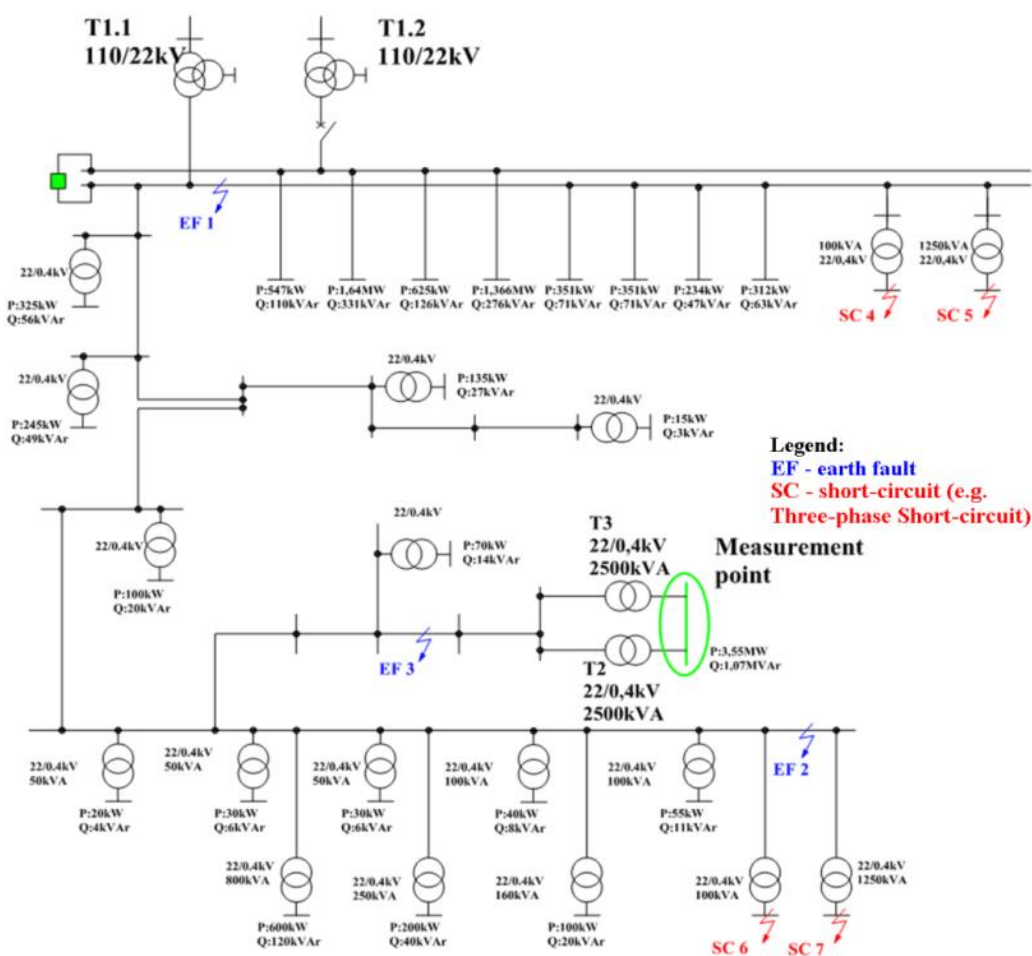 T1.1
110/22kV
T1.2
110/22kV
EF 1
22/0.4kV
P:325kW
Q:56kVAr
P:547kW
Q:110kVAr
P:1,64MW
Q:331kVAr
P:625kW
Q:126kVAr
P:1,366MW
Q:276kVAr
P:351kW
Q:71kVAr
P:351kW
Q:71kVAr
P:234kW
Q:47kVAr
P:312kW
Q:63kVAr
100kVA
22/0,4kV
SC 4
1250kVA
22/0,4kV
SC 5
22/0.4kV
P:245kW
Q:49kVAr
22/0.4kV
P:135kW
Q:27kVAr
22/0.4kV
P:15kW
Q:3kVAr
Legend:
EF - earth fault
SC - short-circuit (e.g.
Three-phase Short-circuit)
22/0.4kV
P:100kW
Q:20kVAr
22/0.4kV
P:70kW
Q:14kVAr
EF 3
T3
22/0,4kV
2500kVA
Measurement
point
T2
22/0,4kV
2500kVA
P:3,55MW
Q:1,07MVAr
EF 2
22/0.4kV
50kVA
P:20kW
Q:4kVAr
22/0.4kV
50kVA
P:30kW
Q:6kVAr
22/0.4kV
50kVA
P:30kW
Q:6kVAr
22/0.4kV
100kVA
P:40kW
Q:8kVAr
22/0.4kV
100kVA
P:55kW
Q:11kVAr
22/0.4kV
800kVA
P:600kW
Q:120kVAr
22/0.4kV
250kVA
P:200kW
Q:40kVAr
22/0.4kV
160kVA
P:100kW
Q:20kVAr
22/0.4kV
100kVA
SC 6
22/0.4kV
1250kVA
SC 7